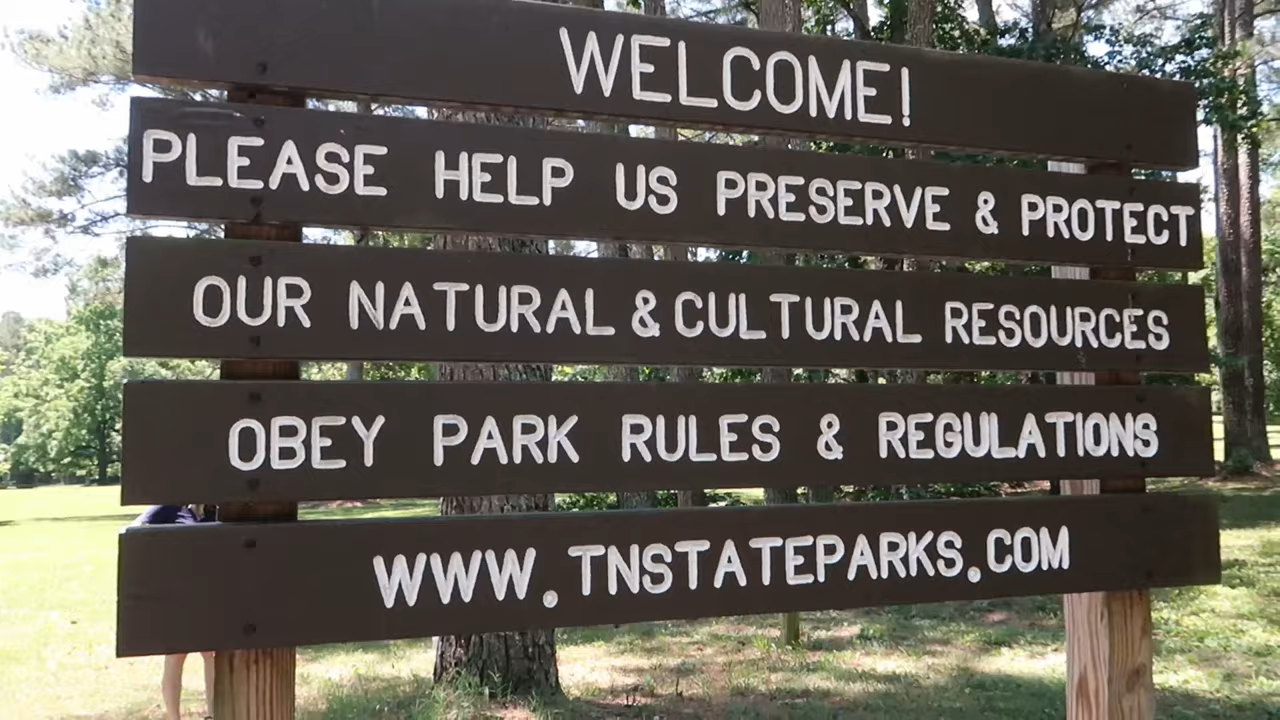 WELCOME!
PLEASE HELP US PRESERVE & PROTECT
OUR NATURAL & CULTURAL RESOURCES
OBEY PARK RULES & REGULATIONS
WWW.TNSTATEPARKS.COM